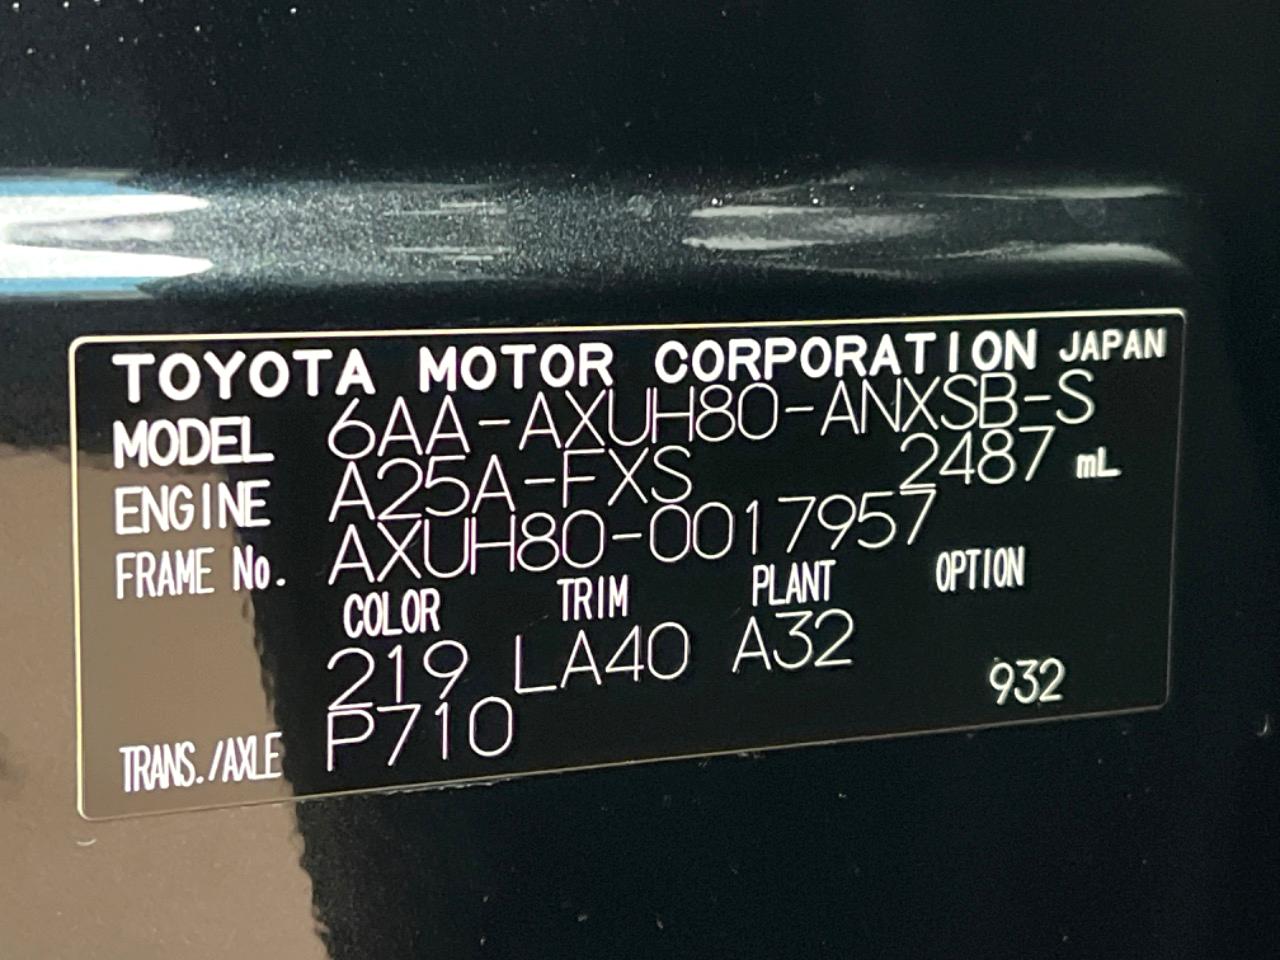 TOYOTA MOTOR CORPORATION JAPAN
MODEL 6AA-AXUH80-ANXSB-S
ENGINE A25A-FXS 2487 mL
FRAME No. AXUH80-0017957
COLOR TRIM PLANT OPTION
219 LA40 A32
TRANS./AXLE P710 932